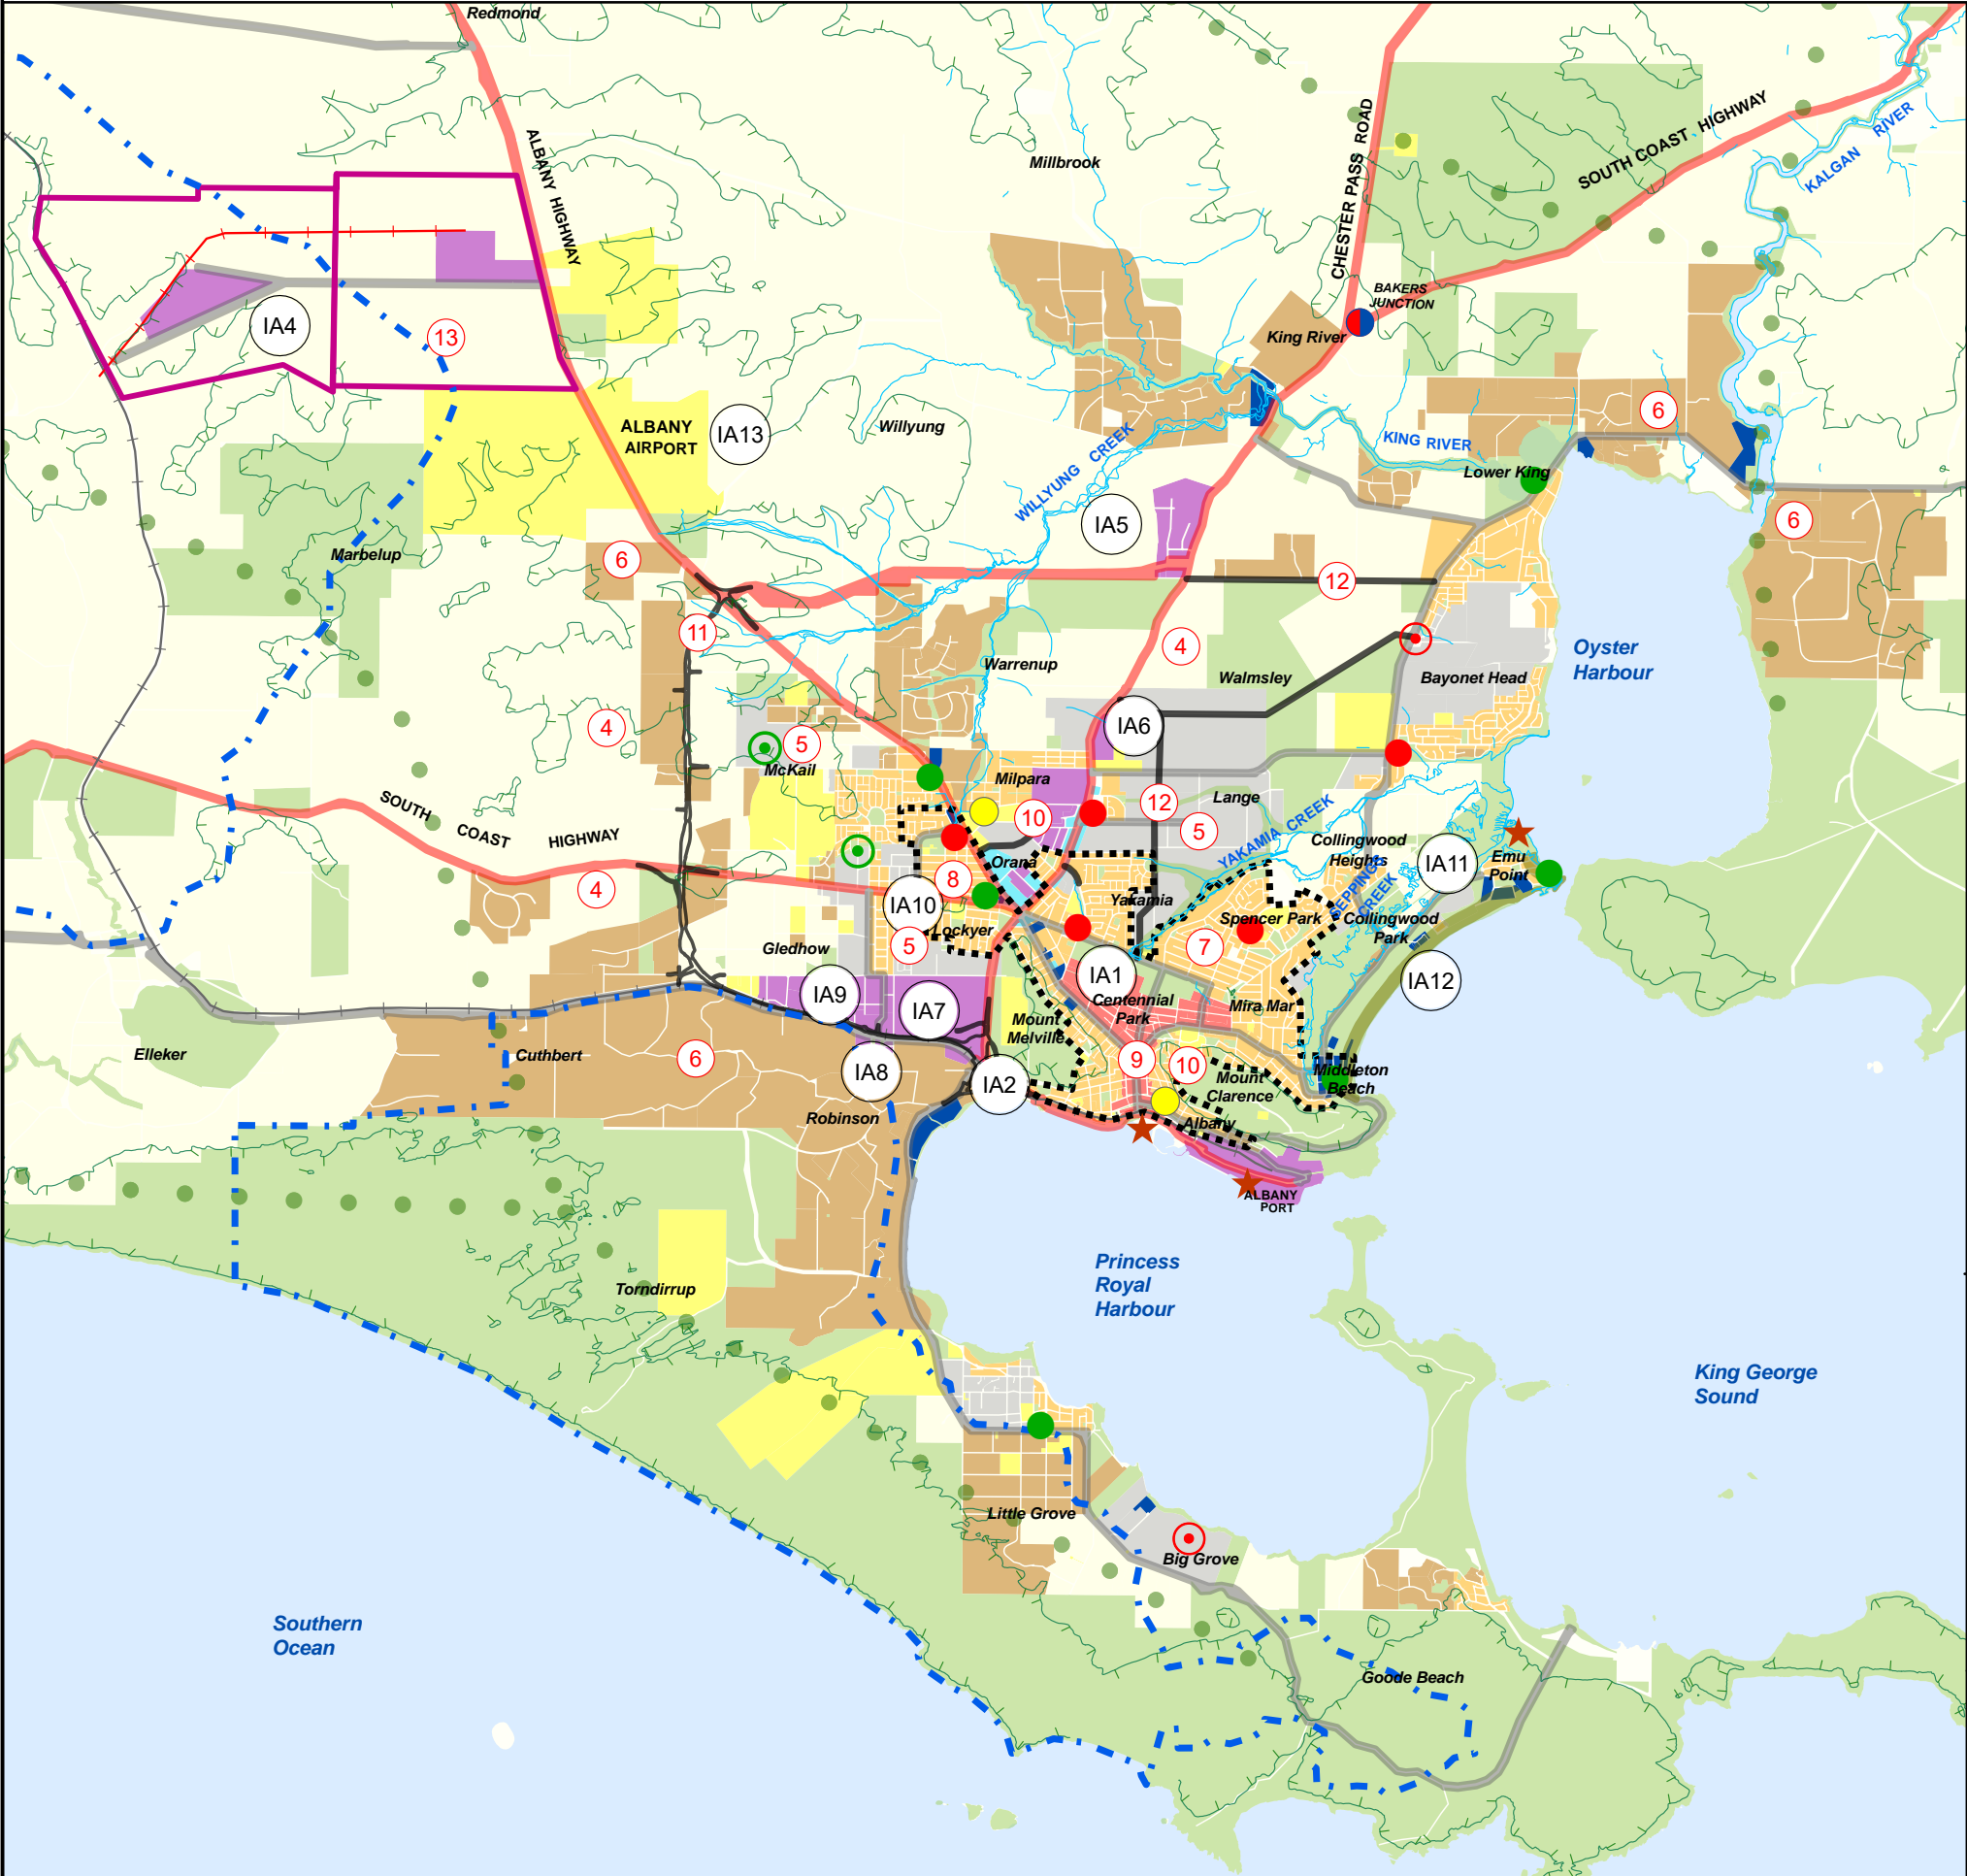 Redmond
ALBANY HIGHWAY
Millbrook
CHESTER PASS ROAD
SOUTH COAST HIGHWAY
KALGAN RIVER
BAKERS
JUNCTION
King River
IA4
13
ALBANY
AIRPORT
IA13
Willyung
WILLYUNG CREEK
KING RIVER
6
Lower King
IA5
6
Marbelup
6
12
11
4
Warrenup
Walmsley
Oyster
Harbour
Bayonet Head
4
5
McKail
IA6
Milpara
SOUTH COAST HIGHWAY
10
12
Lange
5
YAKAMIA CREEK
Collingwood
Heights
IA11
Emu
Point
SEPPINGS
CREEK
Orana
8
4
IA10
Yakamia
Lockyer
5
Spencer Park
Collingwood
Park
7
Gledhow
IA9
IA7
IA1
IA12
Centennial
Park
Mira Mar
Mount
Melville
Elleker
Cuthbert
6
IA8
IA2
9
10
Mount
Clarence
Middleton
Beach
Robinson
Albany
ALBANY
PORT
Princess
Royal
Harbour
Torndirrup
King George
Sound
Little Grove
Big Grove
Southern
Ocean
Goode Beach